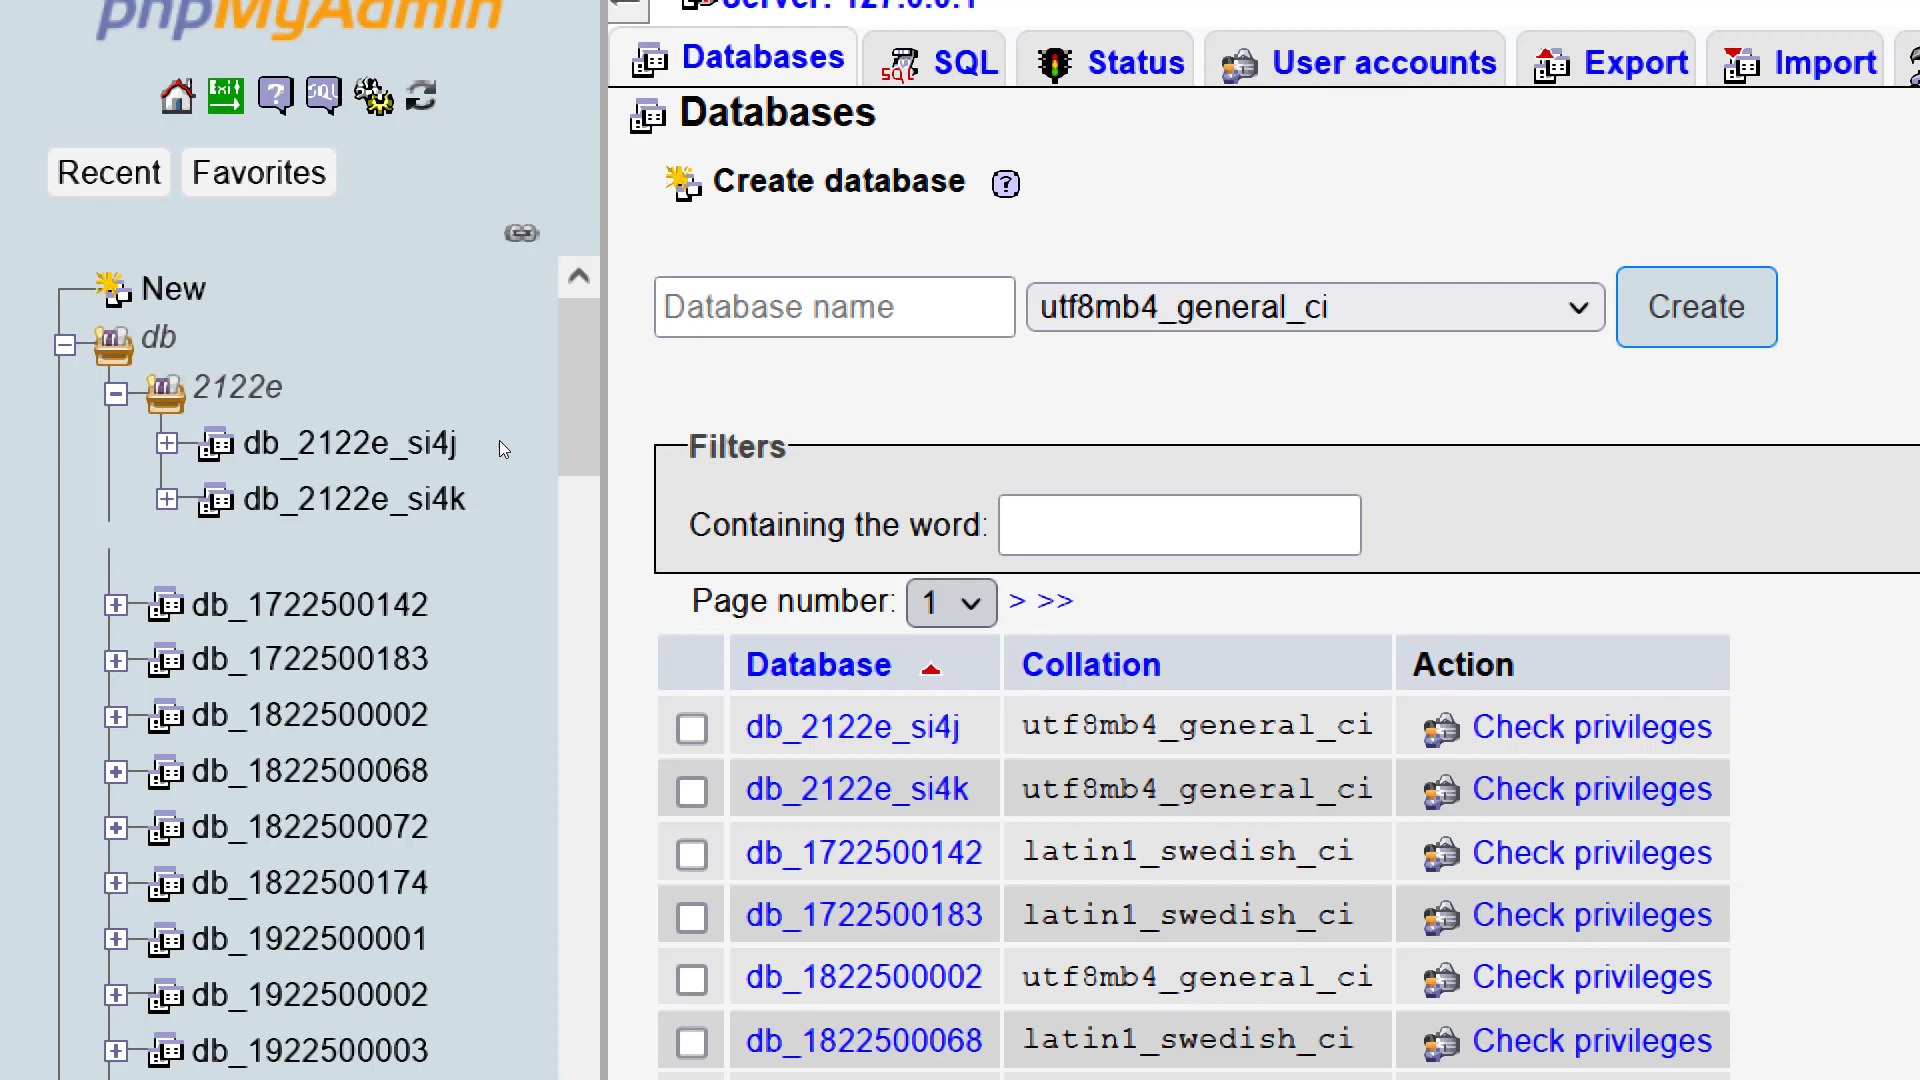 phpMyAdmin
Recent
Favorites
New
db
2122e
db_2122e_si4j
db_2122e_si4k
db_1722500142
db_1722500183
db_1822500002
db_1822500068
db_1822500072
db_1822500174
db_1922500001
db_1922500002
db_1922500003
Server: 127.0.0.1
Databases
SQL
Status
User accounts
Export
Import
Databases
Create database
Database name
utf8mb4_general_ci
Create
Filters
Containing the word:
Page number: 1 > >>
Database Collation Action
db_2122e_si4j utf8mb4_general_ci Check privileges
db_2122e_si4k utf8mb4_general_ci Check privileges
db_1722500142 latin1_swedish_ci Check privileges
db_1722500183 latin1_swedish_ci Check privileges
db_1822500002 utf8mb4_general_ci Check privileges
db_1822500068 latin1_swedish_ci Check privileges